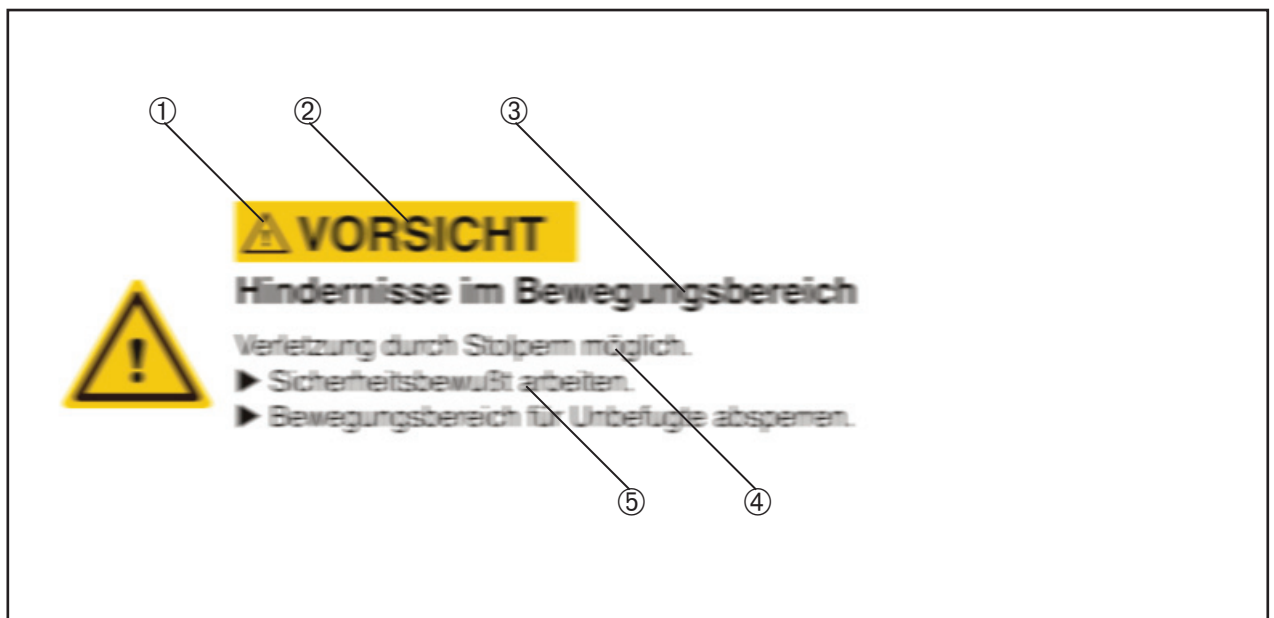 ① ② ③
VORSICHT
Hindernisse im Bewegungsbereich
Verletzung durch Stolpern möglich.
▶ Sicherheitsbewußt arbeiten.
▶ Bewegungsbereich für Unbefugte absperren.
⑤ ④